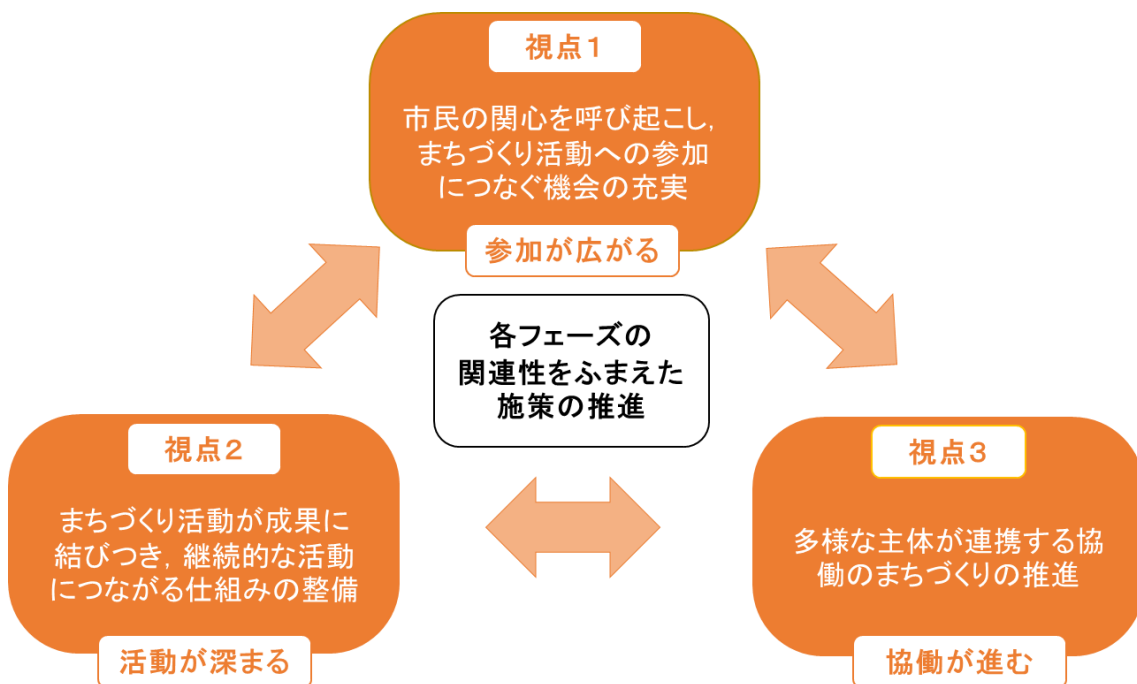 視点１
市民の関心を呼び起こし，
まちづくり活動への参加
につなぐ機会の充実
参加が広がる
各フェーズの
関連性をふまえた
施策の推進
視点２
まちづくり活動が成果に
結びつき，継続的な活動
につながる仕組みの整備
活動が深まる
視点３
多様な主体が連携する協
働のまちづくりの推進
協働が進む